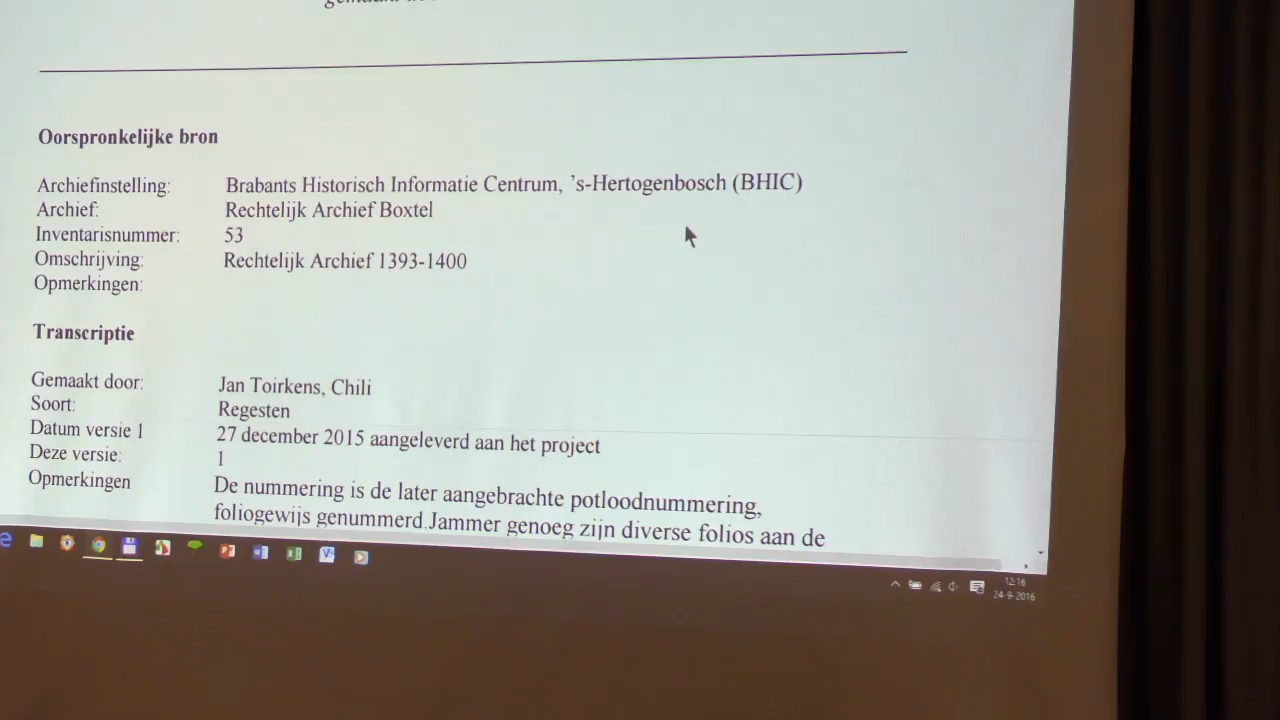 Oorspronkelijke bron
Archiefinstelling: Brabants Historisch Informatie Centrum, 's-Hertogenbosch (BHIC)
Archief: Rechtelijk Archief Boxtel
Inventarisnummer: 53
Omschrijving: Rechtelijk Archief 1393-1400
Opmerkingen:
Transcriptie
Gemaakt door: Jan Toirkens, Chili
Soort: Regesten
Datum versie 1 27 december 2015 aangeleverd aan het project
Deze versie: 1
Opmerkingen De nummering is de later aangebrachte potloodnummering,
foliogewijs genummerd.Jammer genoeg zijn diverse folios aan de
12:16
24-9-2016